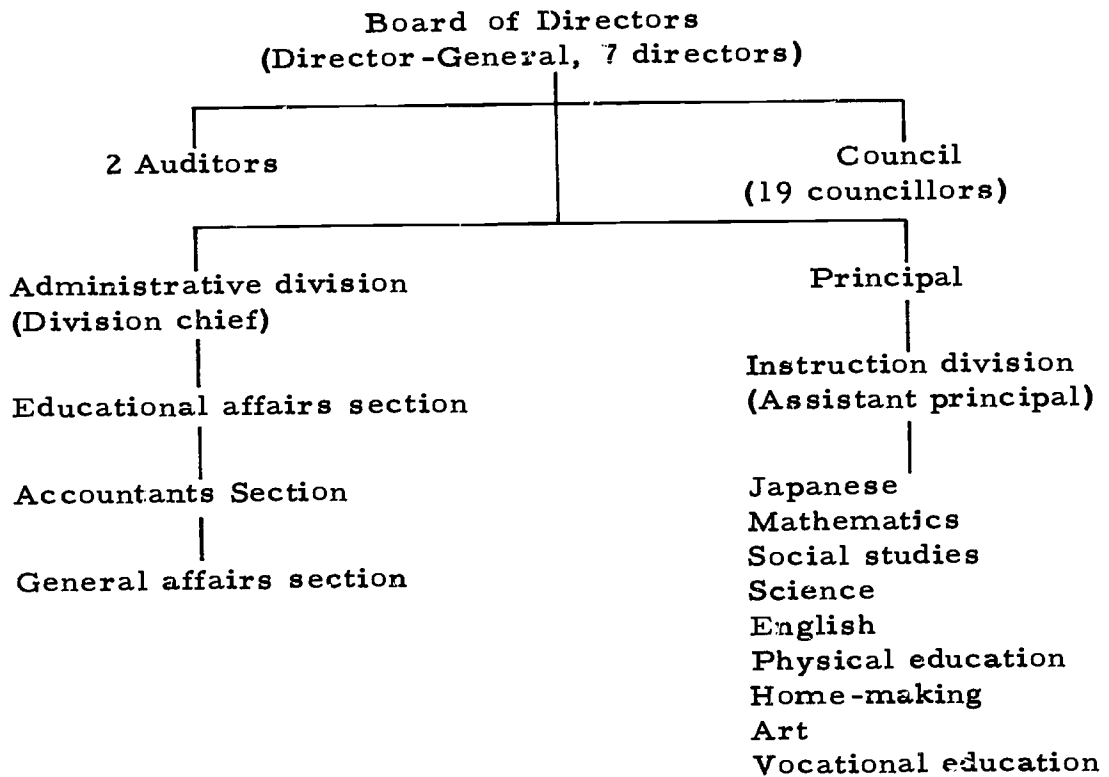 Board of Directors
(Director-General, 7 directors)
2 Auditors
Council
(19 councillors)
Administrative division
(Division chief)
Educational affairs section
Accountants Section
General affairs section
Principal
Instruction division
(Assistant principal)
Japanese
Mathematics
Social studies
Science
English
Physical education
Home-making
Art
Vocational education